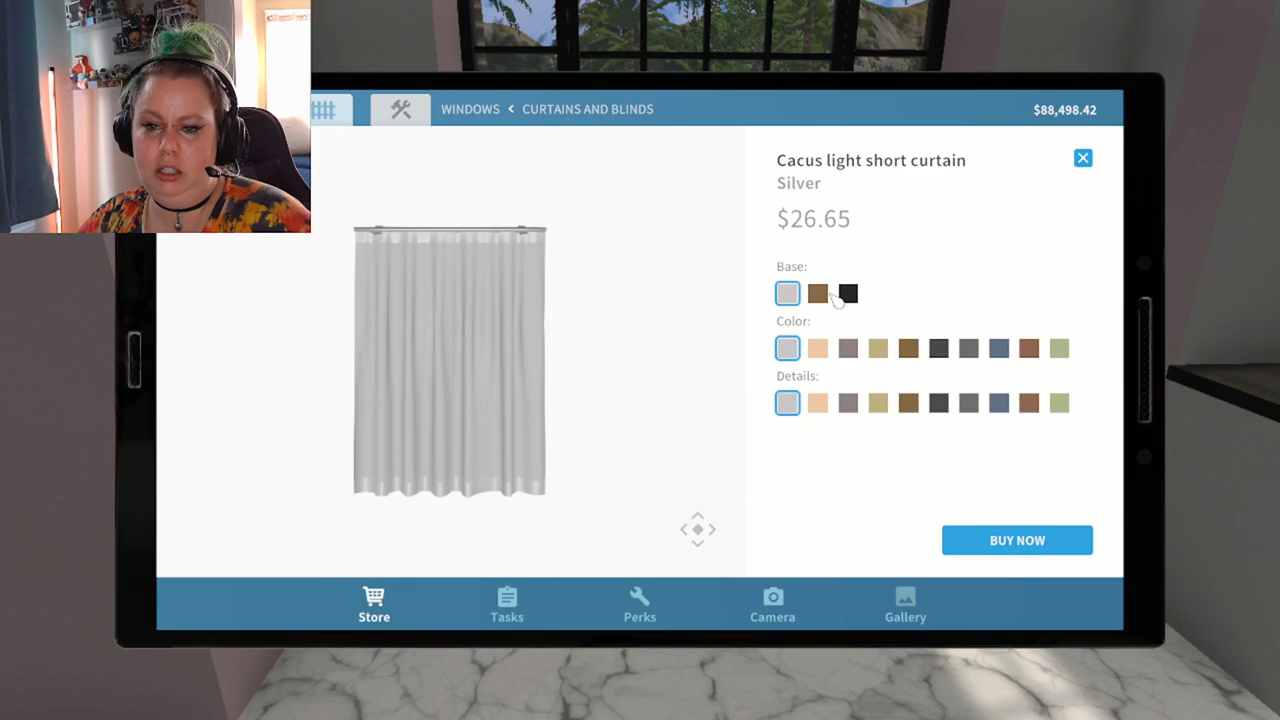 WINDOWS < CURTAINS AND BLINDS
$88,498.42
Cacus light short curtain
Silver
$26.65
Base:
Color:
Details:
BUY NOW
Store
Tasks
Perks
Camera
Gallery